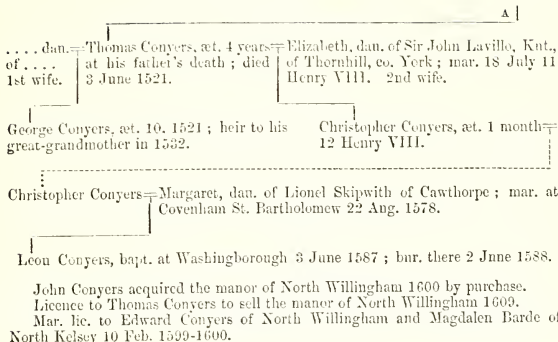 A
. . . . dau. Thomas Conyers, æt. 4 years Elizabeth, dau. of Sir John Laville, Knt.,
of . . . . at his father's death ; died of Thornhill, co. York ; mar. 18 July 11
1st wife. 3 June 1521. Henry VIII. 2nd wife.
George Conyers, æt. 10, 1521 ; heir to his Christopher Conyers, æt. 1 month
great-grandmother in 1532. 12 Henry VIII.
Christopher Conyers Margaret, dau. of Lionel Skipwith of Cawthorpe ; mar. at
Covenham St. Bartholomew 22 Aug. 1578.
Leon Conyers, bapt. at Washingborough 3 June 1587 ; bur. there 2 June 1588.
John Conyers acquired the manor of North Willingham 1600 by purchase.
Licence to Thomas Conyers to sell the manor of North Willingham 1609.
Mar. lic. to Edward Conyers of North Willingham and Magdalen Barde of
North Kelsey 10 Feb. 1599-1600.